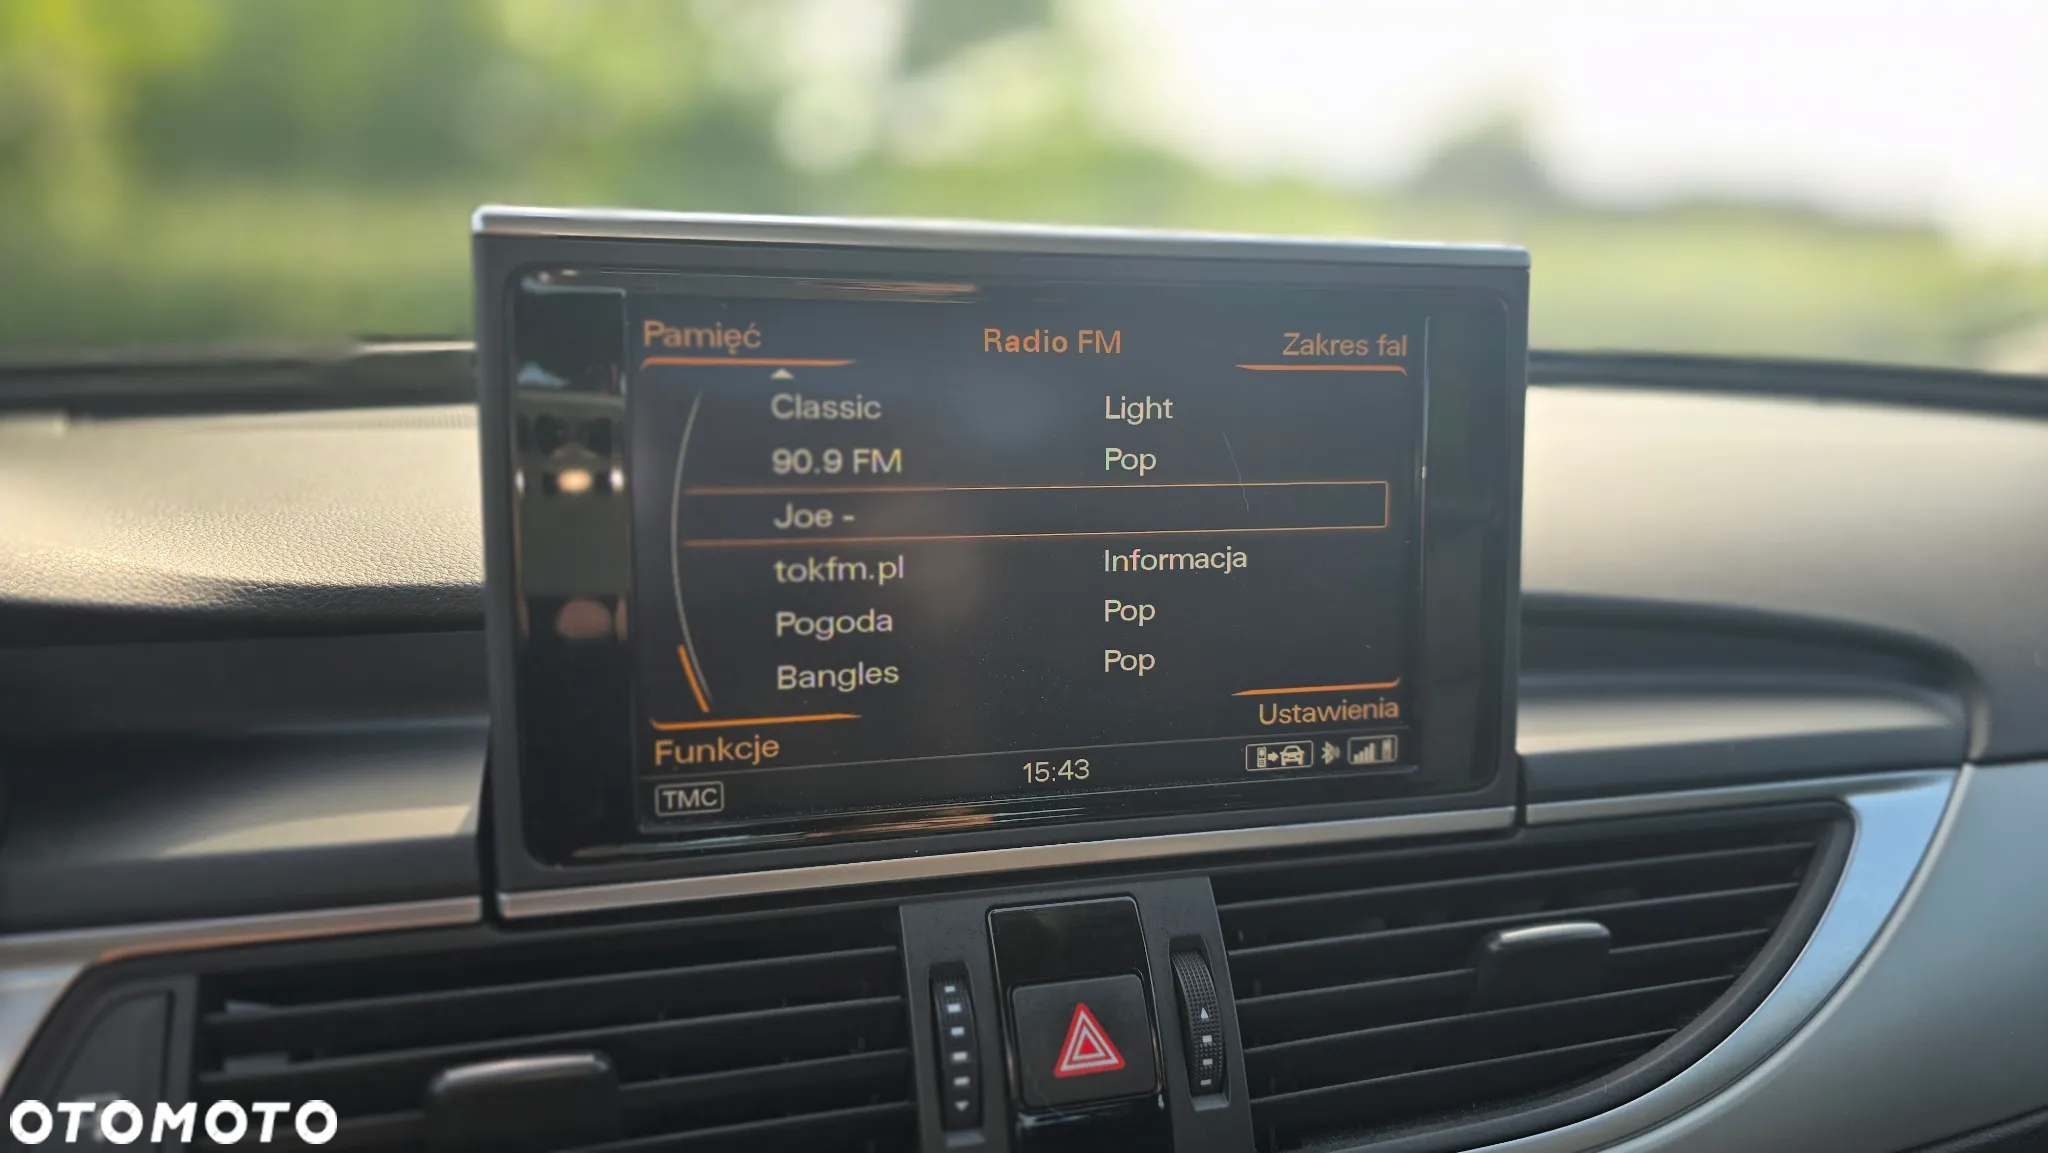 Pamięć Radio FM Zakres fal
Classic Light
90.9 FM Pop
Joe -
tokfm.pl Informacja
Pogoda Pop
Bangles Pop
Funkcje Ustawienia
TMC 15:43
OTOMOTO